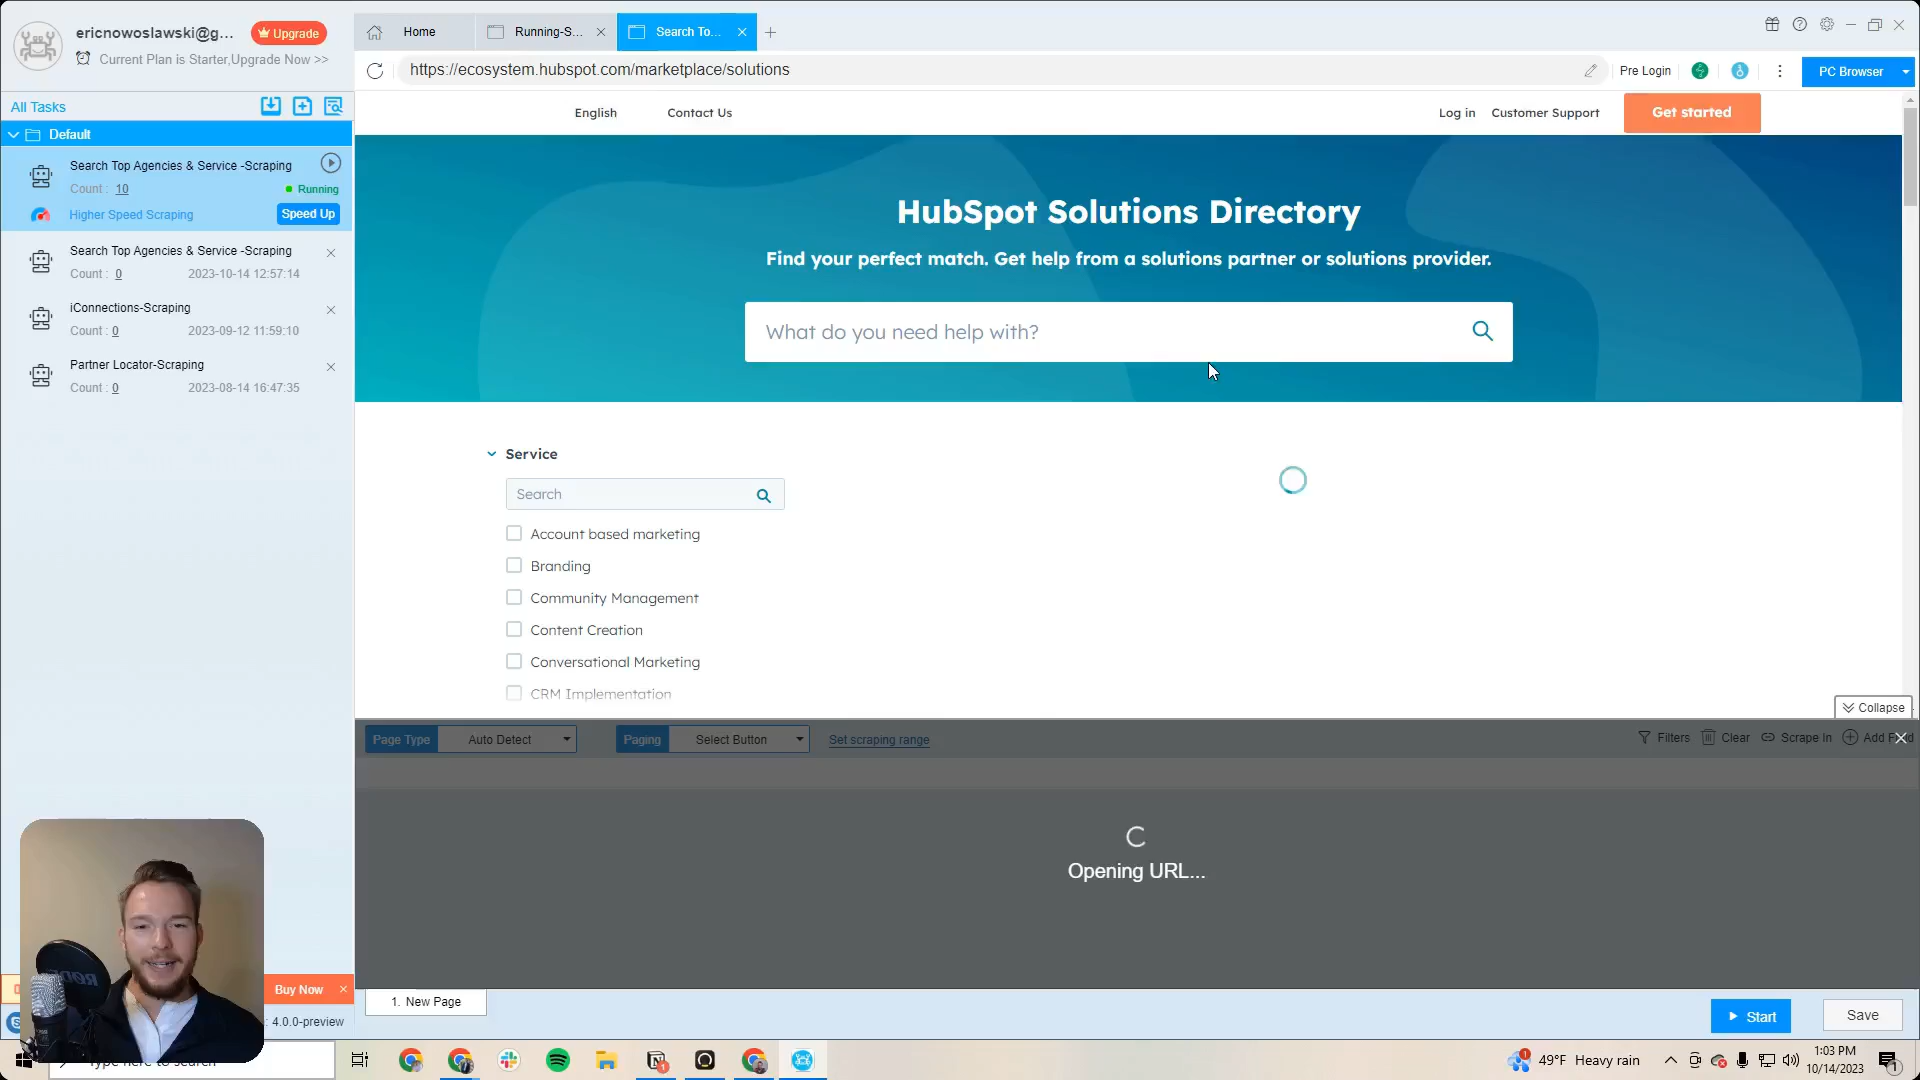 ericnowoslawski@g...
Upgrade
Current Plan is Starter,Upgrade Now >>
All Tasks
Default
Search Top Agencies & Service -Scraping
Count : 10
Running
Higher Speed Scraping
Speed Up
Search Top Agencies & Service -Scraping
Count : 0
2023-10-14 12:57:14
iConnections-Scraping
Count : 0
2023-09-12 11:59:10
Partner Locator-Scraping
Count : 0
2023-08-14 16:47:35
Buy Now
4.0.0-preview
Home
Running-S...
Search To...
https://ecosystem.hubspot.com/marketplace/solutions
Pre Login
PC Browser
English
Contact Us
Log in
Customer Support
Get started
HubSpot Solutions Directory
Find your perfect match. Get help from a solutions partner or solutions provider.
What do you need help with?
Service
Search
Account based marketing
Branding
Community Management
Content Creation
Conversational Marketing
CRM Implementation
Collapse
Page Type
Auto Detect
Paging
Select Button
Set scraping range
Filters
Clear
Scrape In
Add Field
Opening URL...
1. New Page
Start
Save
Type here to search
49°F Heavy rain
1:03 PM
10/14/2023